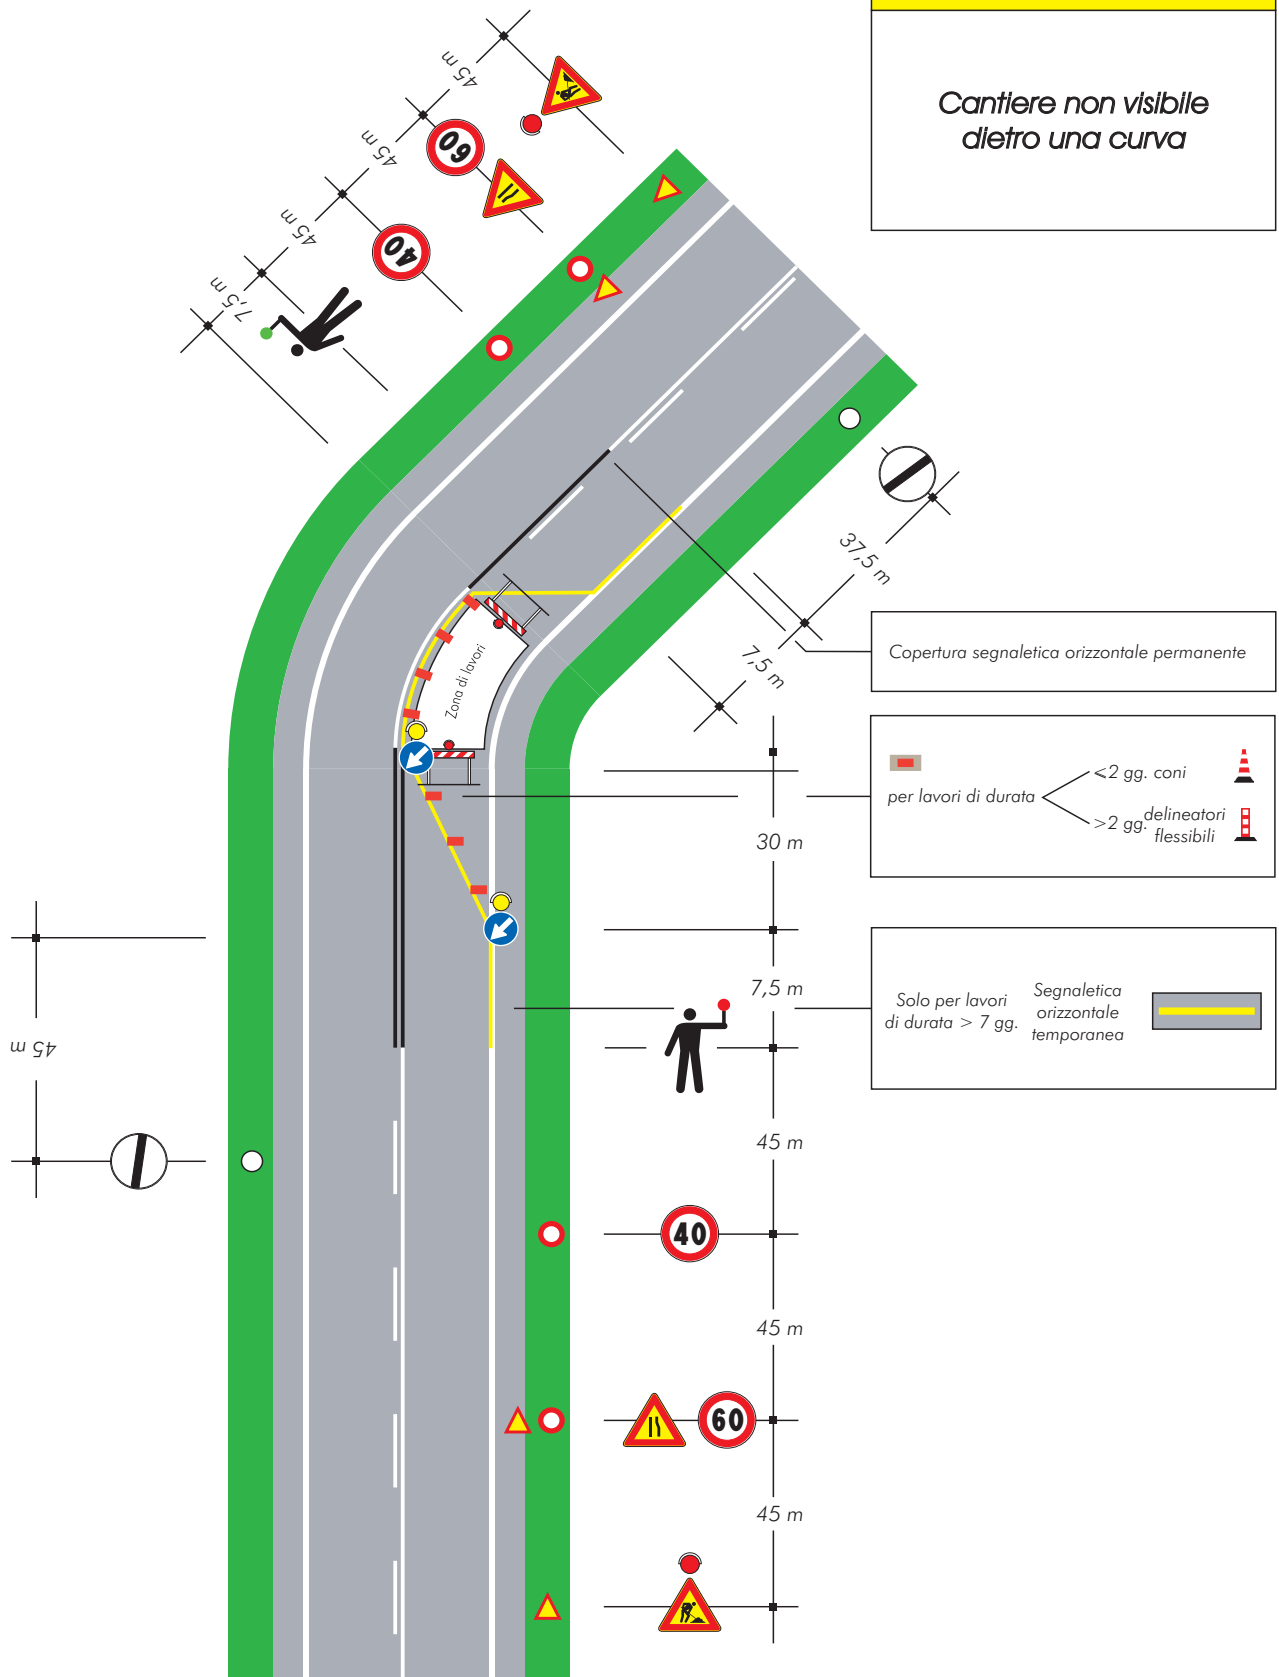 Cantiere non visibile
dietro una curva
45 m
45 m
60
45 m
40
7,5 m
37,5 m
7,5 m
Copertura segnaletica orizzontale permanente
Zona di lavori
per lavori di durata
<2 gg. coni
>2 gg. delineatori
flessibili
30 m
7,5 m
Solo per lavori
di durata > 7 gg.
Segnaletica
orizzontale
temporanea
45 m
45 m
40
45 m
60
45 m